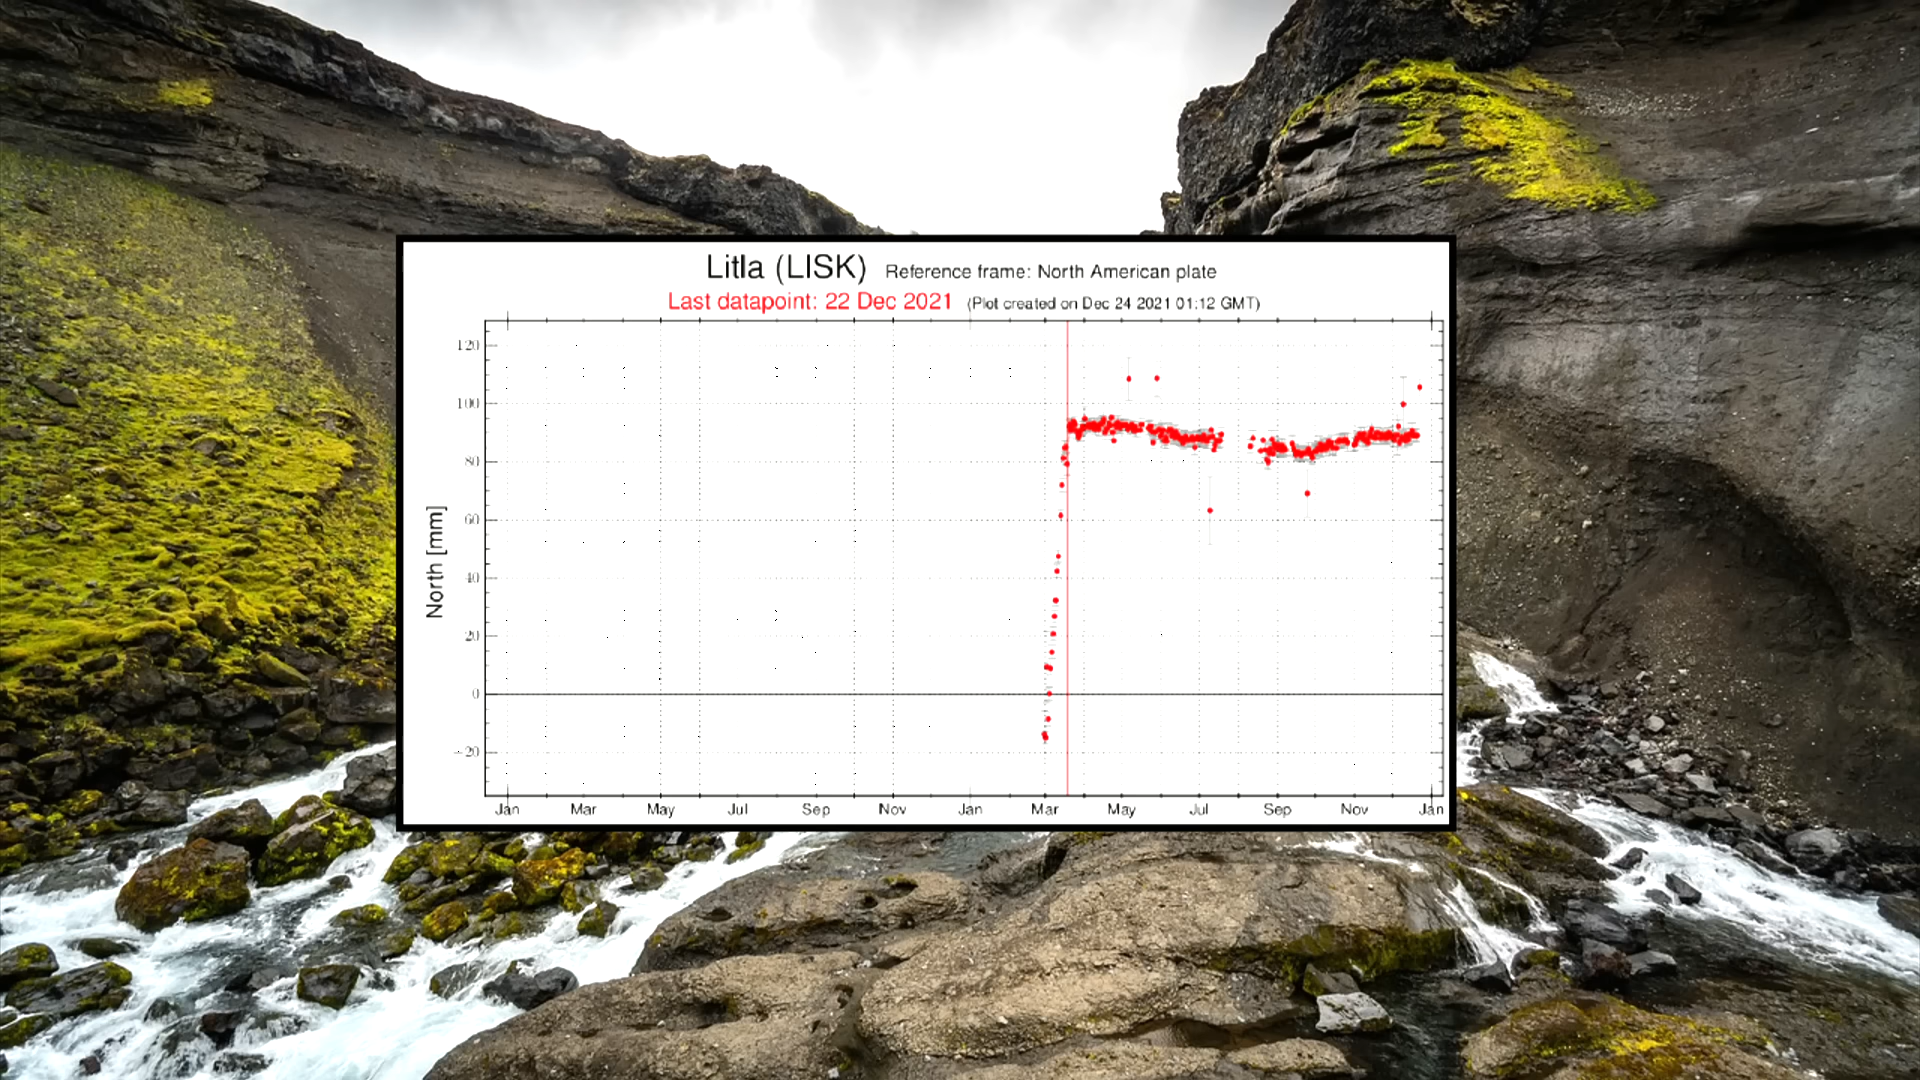 Litla (LISK) Reference frame: North American plate
Last datapoint: 22 Dec 2021 (Plot created on Dec 24 2021 01:12 GMT)
120
100
80
60
40
20
0
-20
North [mm]
Jan Mar May Jul Sep Nov Jan Mar May Jul Sep Nov Jan